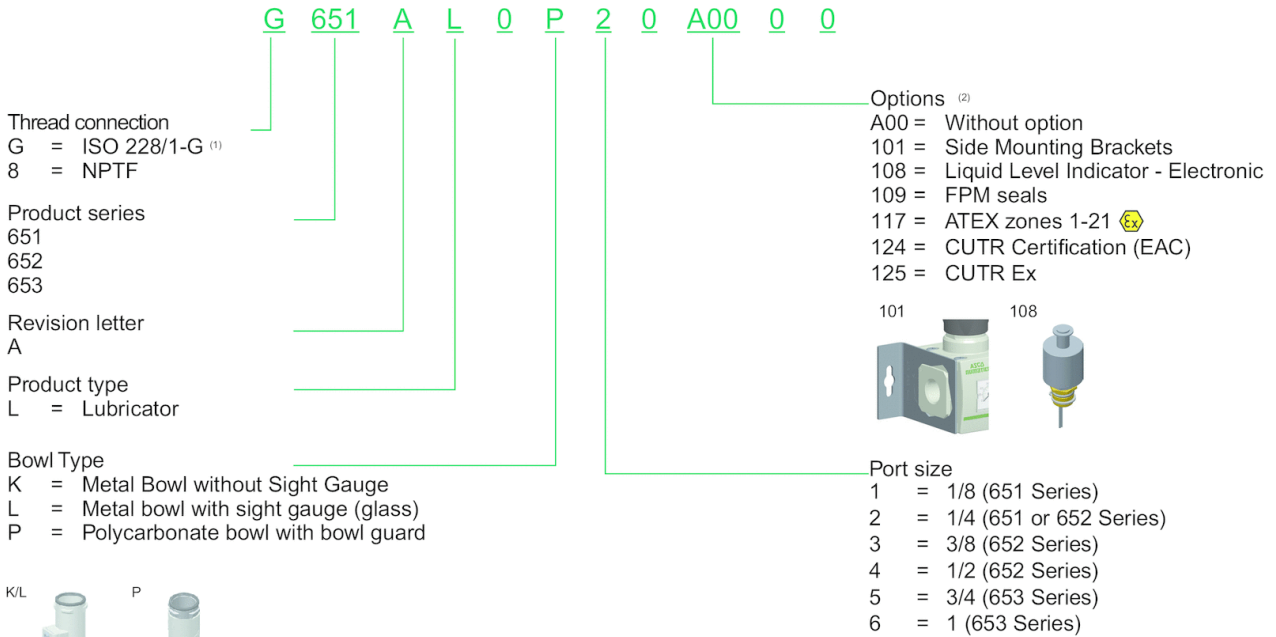 G 651 A L 0 P 2 0 A00 0 0
Thread connection
G = ISO 228/1-G (1)
8 = NPTF
Product series
651
652
653
Revision letter
A
Product type
L = Lubricator
Bowl Type
K = Metal Bowl without Sight Gauge
L = Metal bowl with sight gauge (glass)
P = Polycarbonate bowl with bowl guard
K/L P
Options (2)
A00 = Without option
101 = Side Mounting Brackets
108 = Liquid Level Indicator - Electronic
109 = FPM seals
117 = ATEX zones 1-21 Ex
124 = CUTR Certification (EAC)
125 = CUTR Ex
101 108
ASCO
Port size
1 = 1/8 (651 Series)
2 = 1/4 (651 or 652 Series)
3 = 3/8 (652 Series)
4 = 1/2 (652 Series)
5 = 3/4 (653 Series)
6 = 1 (653 Series)